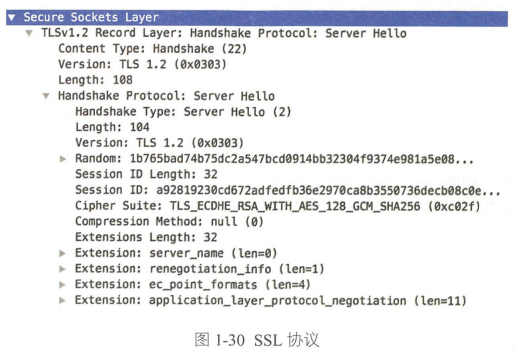 Secure Sockets Layer
TLSv1.2 Record Layer: Handshake Protocol: Server Hello
Content Type: Handshake (22)
Version: TLS 1.2 (0x0303)
Length: 108
Handshake Protocol: Server Hello
Handshake Type: Server Hello (2)
Length: 104
Version: TLS 1.2 (0x0303)
Random: 1b765bad74b75dc2a547bcd0914bb32304f9374e981a5e08...
Session ID Length: 32
Session ID: a92819230cd672adfedfb36e2970ca8b3550736decb08c0e...
Cipher Suite: TLS_ECDHE_RSA_WITH_AES_128_GCM_SHA256 (0xc02f)
Compression Method: null (0)
Extensions Length: 32
Extension: server_name (len=0)
Extension: renegotiation_info (len=1)
Extension: ec_point_formats (len=4)
Extension: application_layer_protocol_negotiation (len=11)
图 1-30 SSL 协议